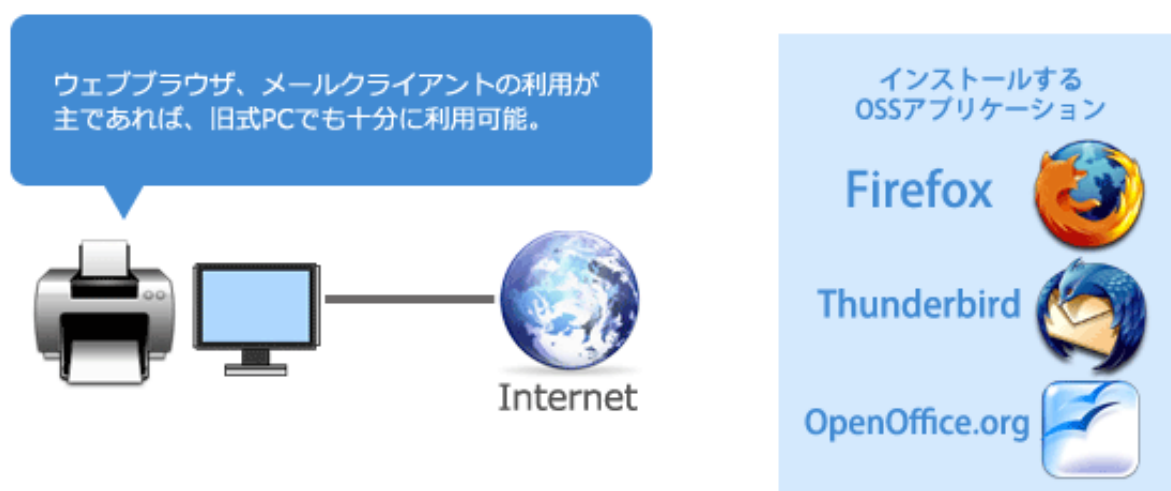 ウェブブラウザ、メールクライアントの利用が
主であれば、旧式PCでも十分に利用可能。
Internet
インストールする
OSSアプリケーション
Firefox
Thunderbird
OpenOffice.org